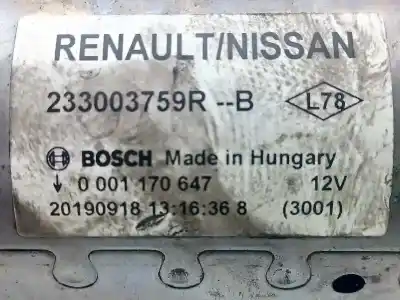 RENAULT/NISSAN
233003759R --B L78
BOSCH Made in Hungary
0 001 170 647 12V
20190918 13:16:36 8 (3001)